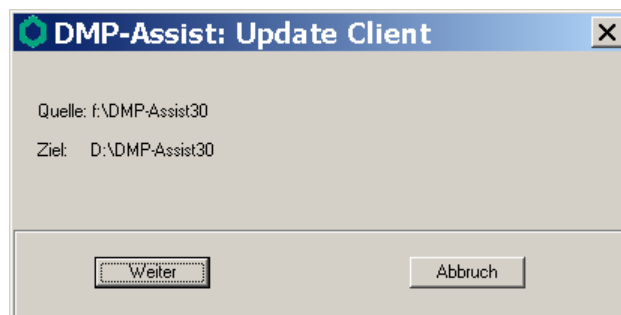 DMP-Assist: Update Client
Quelle: f:\DMP-Assist30
Ziel: D:\DMP-Assist30
Weiter Abbruch